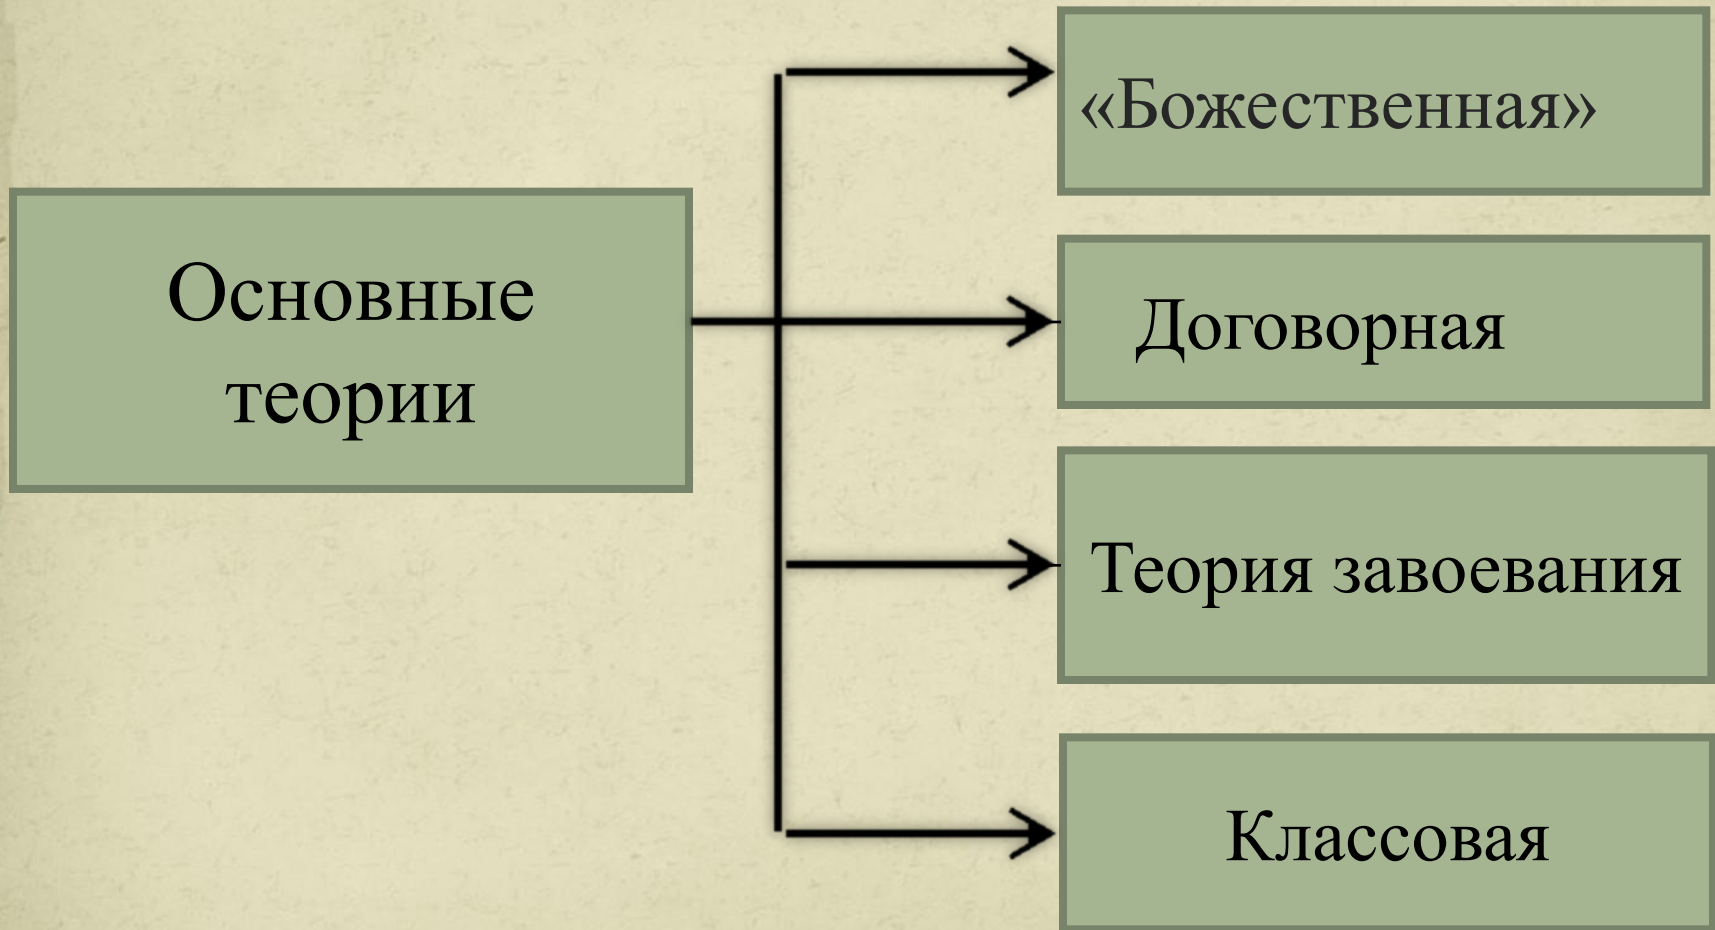 Основные
теории
«Божественная»
Договорная
Теория завоевания
Классовая